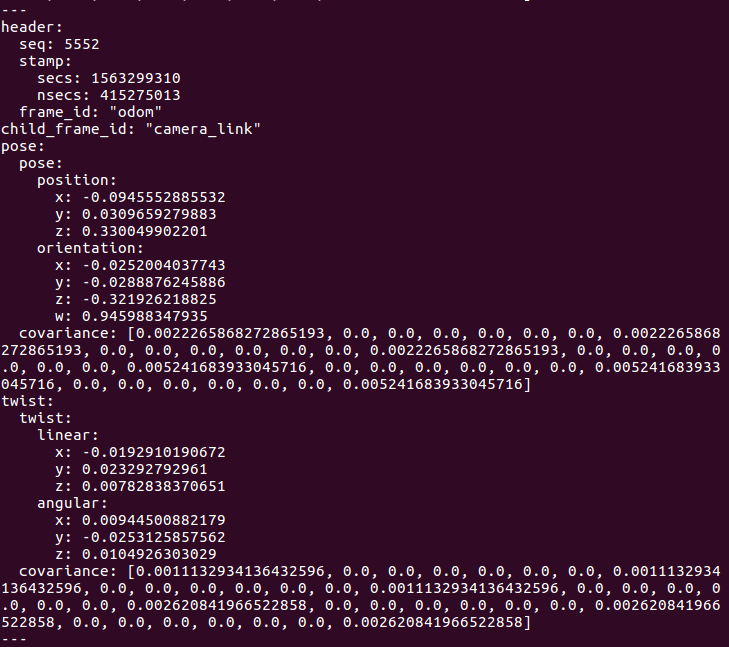 ---
header:
  seq: 5552
  stamp:
    secs: 1563299310
    nsecs: 415275013
  frame_id: "odom"
child_frame_id: "camera_link"
pose:
  pose:
    position:
      x: -0.0945552885532
      y: 0.0309659279883
      z: 0.330049902201
    orientation:
      x: -0.0252004037743
      y: -0.0288876245886
      z: -0.321926218825
      w: 0.945988347935
  covariance: [0.0022265868272865193, 0.0, 0.0, 0.0, 0.0, 0.0, 0.0, 0.0022265868
272865193, 0.0, 0.0, 0.0, 0.0, 0.0, 0.0, 0.0022265868272865193, 0.0, 0.0, 0.0, 0
.0, 0.0, 0.0, 0.005241683933045716, 0.0, 0.0, 0.0, 0.0, 0.0, 0.0, 0.005241683933
045716, 0.0, 0.0, 0.0, 0.0, 0.0, 0.0, 0.005241683933045716]
twist:
  twist:
    linear:
      x: -0.0192910190672
      y: 0.023292792961
      z: 0.00782838370651
    angular:
      x: 0.00944500882179
      y: -0.0253125857562
      z: 0.0104926303029
  covariance: [0.0011132934136432596, 0.0, 0.0, 0.0, 0.0, 0.0, 0.0, 0.0011132934
136432596, 0.0, 0.0, 0.0, 0.0, 0.0, 0.0, 0.0011132934136432596, 0.0, 0.0, 0.0, 0
.0, 0.0, 0.0, 0.002620841966522858, 0.0, 0.0, 0.0, 0.0, 0.0, 0.0, 0.002620841966
522858, 0.0, 0.0, 0.0, 0.0, 0.0, 0.0, 0.002620841966522858]
---